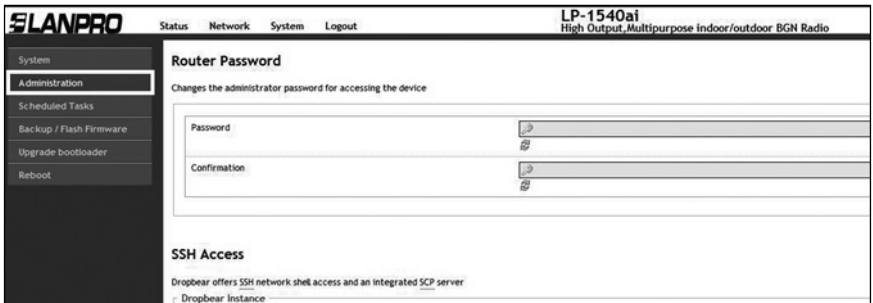 LANPRO
Status Network System Logout
LP-1540ai
High Output,Multipurpose indoor/outdoor BGN Radio
System
Administration
Scheduled Tasks
Backup / Flash Firmware
Upgrade bootloader
Reboot
Router Password
Changes the administrator password for accessing the device
Password
Confirmation
SSH Access
Dropbear offers SSH network shell access and an integrated SCP server
Dropbear Instance